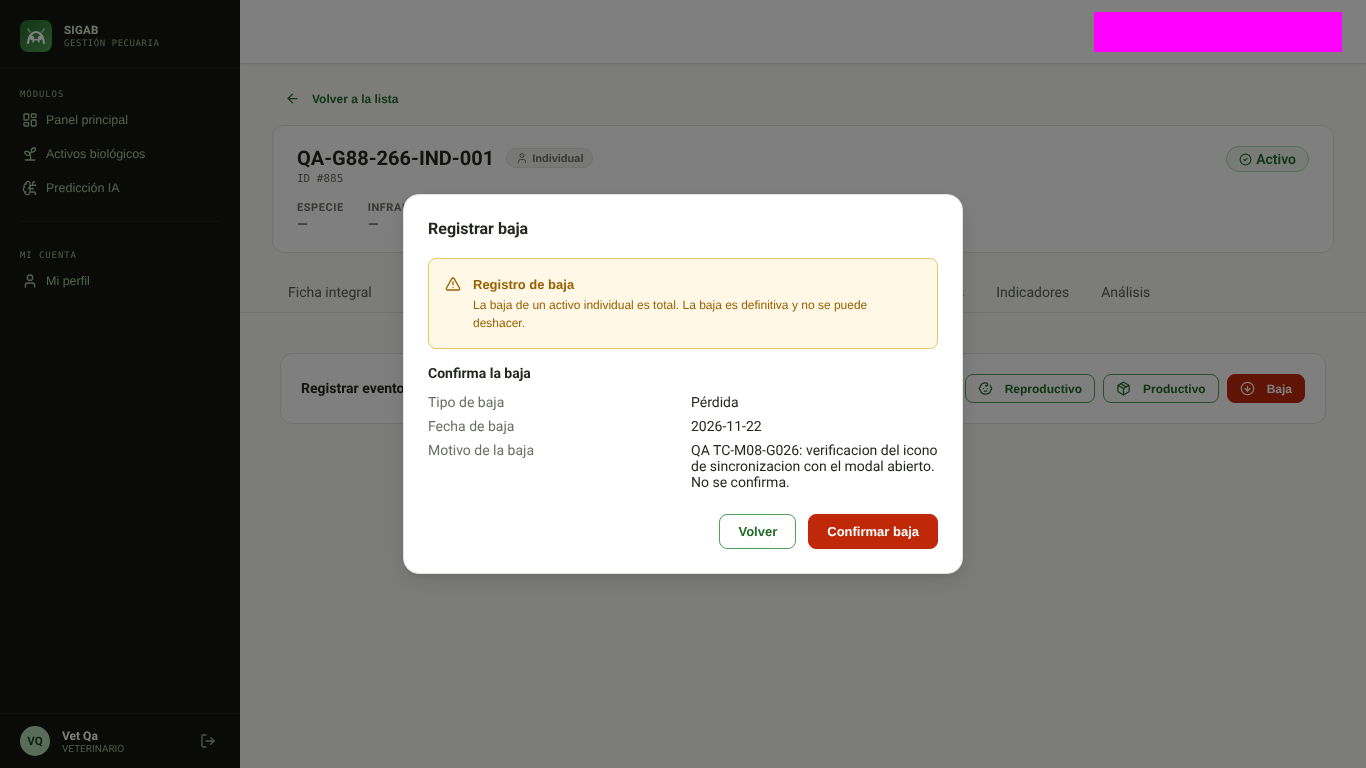 SIGAB
GESTIÓN PECUARIA
MÓDULOS
Panel principal
Activos biológicos
Predicción IA
MI CUENTA
Mi perfil
VQ
Vet Qa
VETERINARIO
Volver a la lista
QA-G88-266-IND-001
Individual
Activo
ID #885
ESPECIE
—
—
Ficha integral
Indicadores
Análisis
Registrar evento
Reproductivo
Productivo
Baja
Registrar baja
Registro de baja
La baja de un activo individual es total. La baja es definitiva y no se puede
deshacer.
Confirma la baja
Tipo de baja
Pérdida
Fecha de baja
2026-11-22
Motivo de la baja
QA TC-M08-G026: verificacion del icono
de sincronizacion con el modal abierto.
No se confirma.
Volver
Confirmar baja